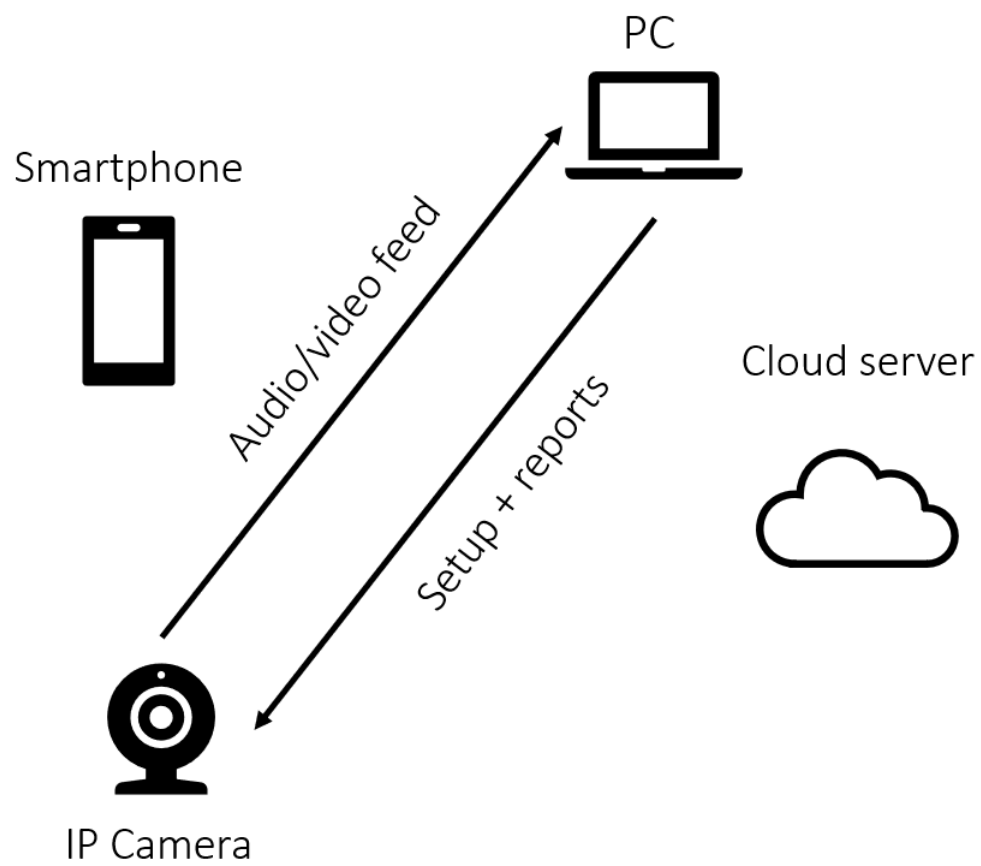 PC
Smartphone
Audio/video feed
Cloud server
Setup + reports
IP Camera